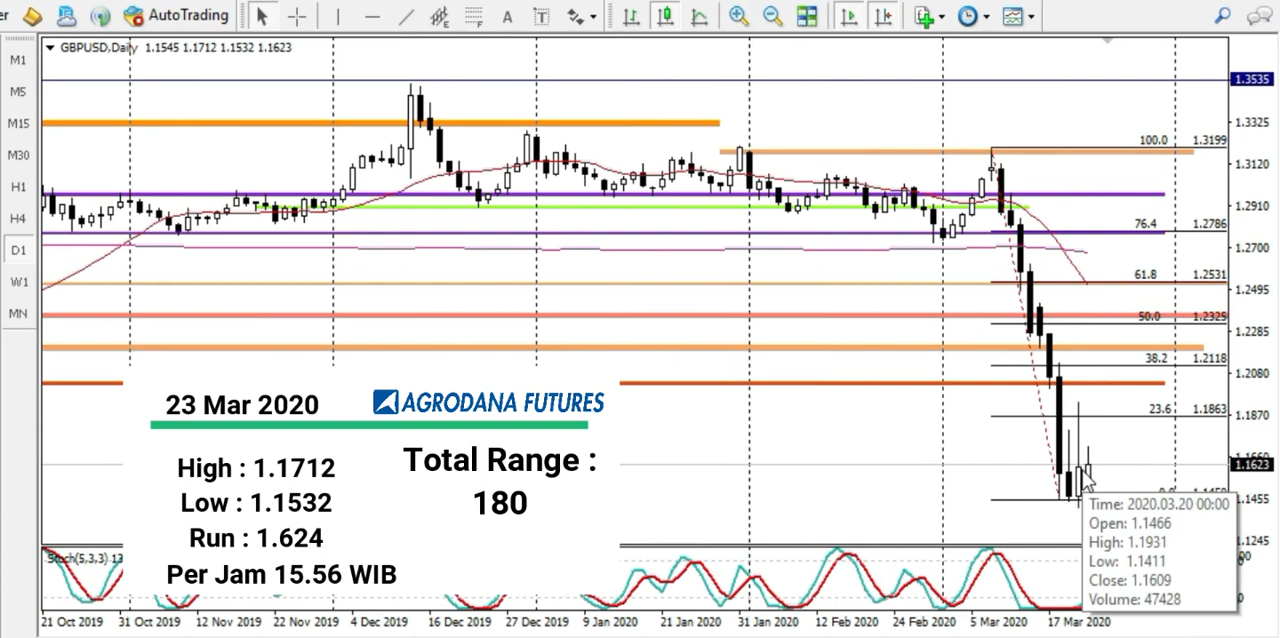 er AutoTrading
E F A T
M1
M5
M15
M30
H1
H4
D1
W1
MN
GBPUSD,Daily 1.1545 1.1712 1.1532 1.1623
1.3535
1.3325
100.0 1.3199
1.3120
1.2910
76.4 1.2786
1.2700
61.8 1.2531
1.2495
50.0 1.2325
1.2285
38.2 1.2118
1.2080
23.6 1.1863
1.1870
1.1623
1.1455
1.1245
23 Mar 2020
AGRODANA FUTURES
High : 1.1712
Low : 1.1532
Run : 1.624
Per Jam 15.56 WIB
Total Range :
180
Time: 2020.03.20 00:00
Open: 1.1466
High: 1.1931
Low: 1.1411
Close: 1.1609
Volume: 47428
Stoch(5,3,3)
21 Oct 2019 31 Oct 2019 12 Nov 2019 22 Nov 2019 4 Dec 2019 16 Dec 2019 27 Dec 2019 9 Jan 2020 21 Jan 2020 31 Jan 2020 12 Feb 2020 24 Feb 2020 5 Mar 2020 17 Mar 2020